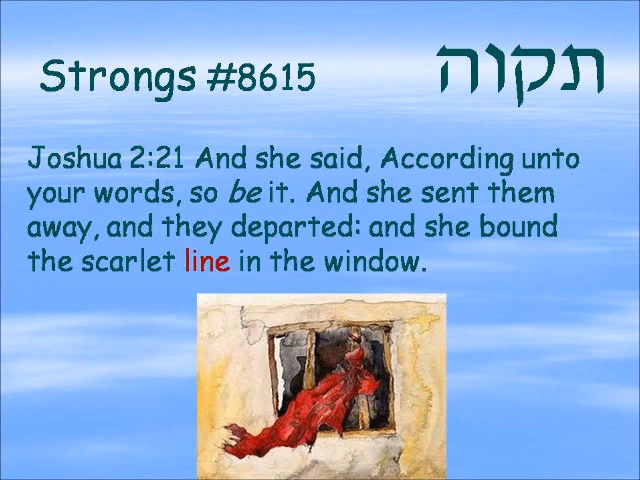 Strongs #8615 תקוה
Joshua 2:21 And she said, According unto
your words, so be it. And she sent them
away, and they departed: and she bound
the scarlet line in the window.